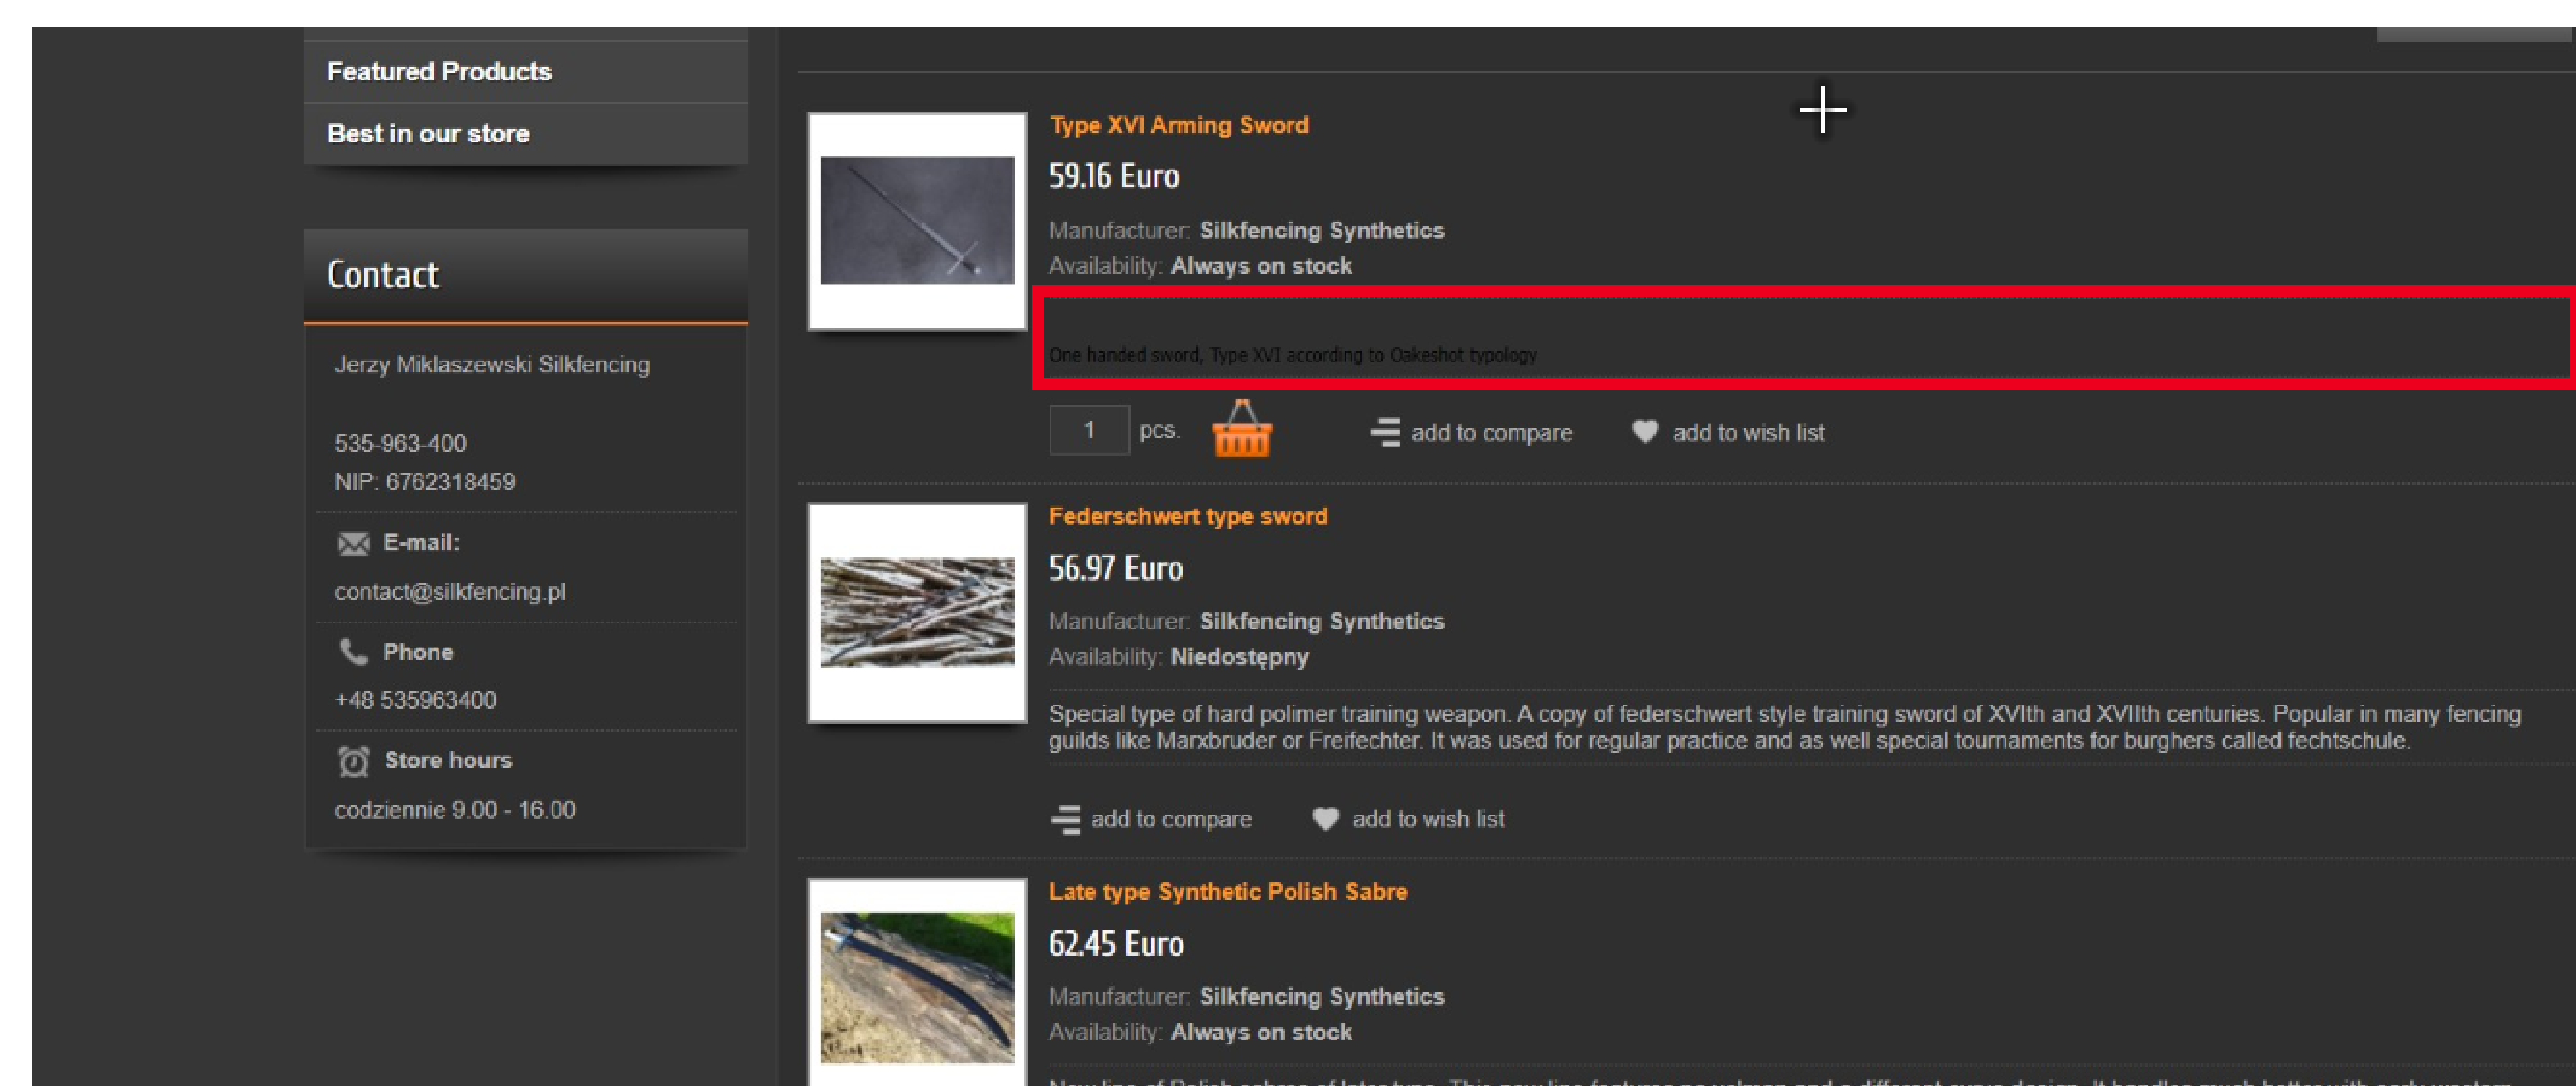 Featured Products
Best in our store
Contact
Jerzy Miklaszewski Silkfencing
535-963-400
NIP: 6762318459
E-mail:
contact@silkfencing.pl
Phone
+48 535963400
Store hours
codziennie 9.00 - 16.00
Type XVI Arming Sword
59.16 Euro
Manufacturer: Silkfencing Synthetics
Availability: Always on stock
One handed sword, Type XVI according to Oakeshot typology
1 pcs. add to compare add to wish list
Federschwert type sword
56.97 Euro
Manufacturer: Silkfencing Synthetics
Availability: Niedostępny
Special type of hard polimer training weapon. A copy of federschwert style training sword of XVIth and XVIIth centuries. Popular in many fencing
guilds like Marxbruder or Freifechter. It was used for regular practice and as well special tournaments for burghers called fechtschule.
add to compare add to wish list
Late type Synthetic Polish Sabre
62.45 Euro
Manufacturer: Silkfencing Synthetics
Availability: Always on stock